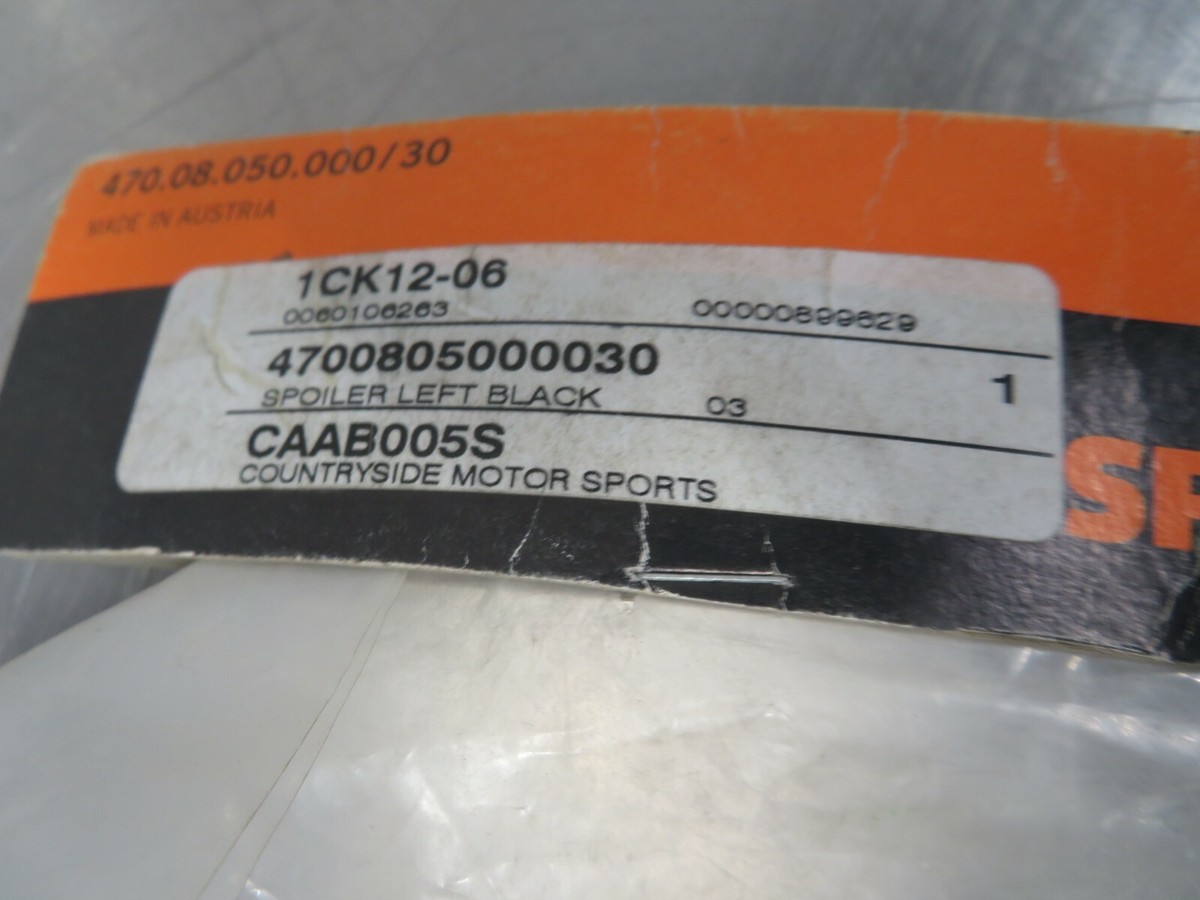 470.08.050.000/30
MADE IN AUSTRIA
1CK12-06
0060106263 00000899629
4700805000030
SPOILER LEFT BLACK 03 1
CAAB005S
COUNTRYSIDE MOTOR SPORTS